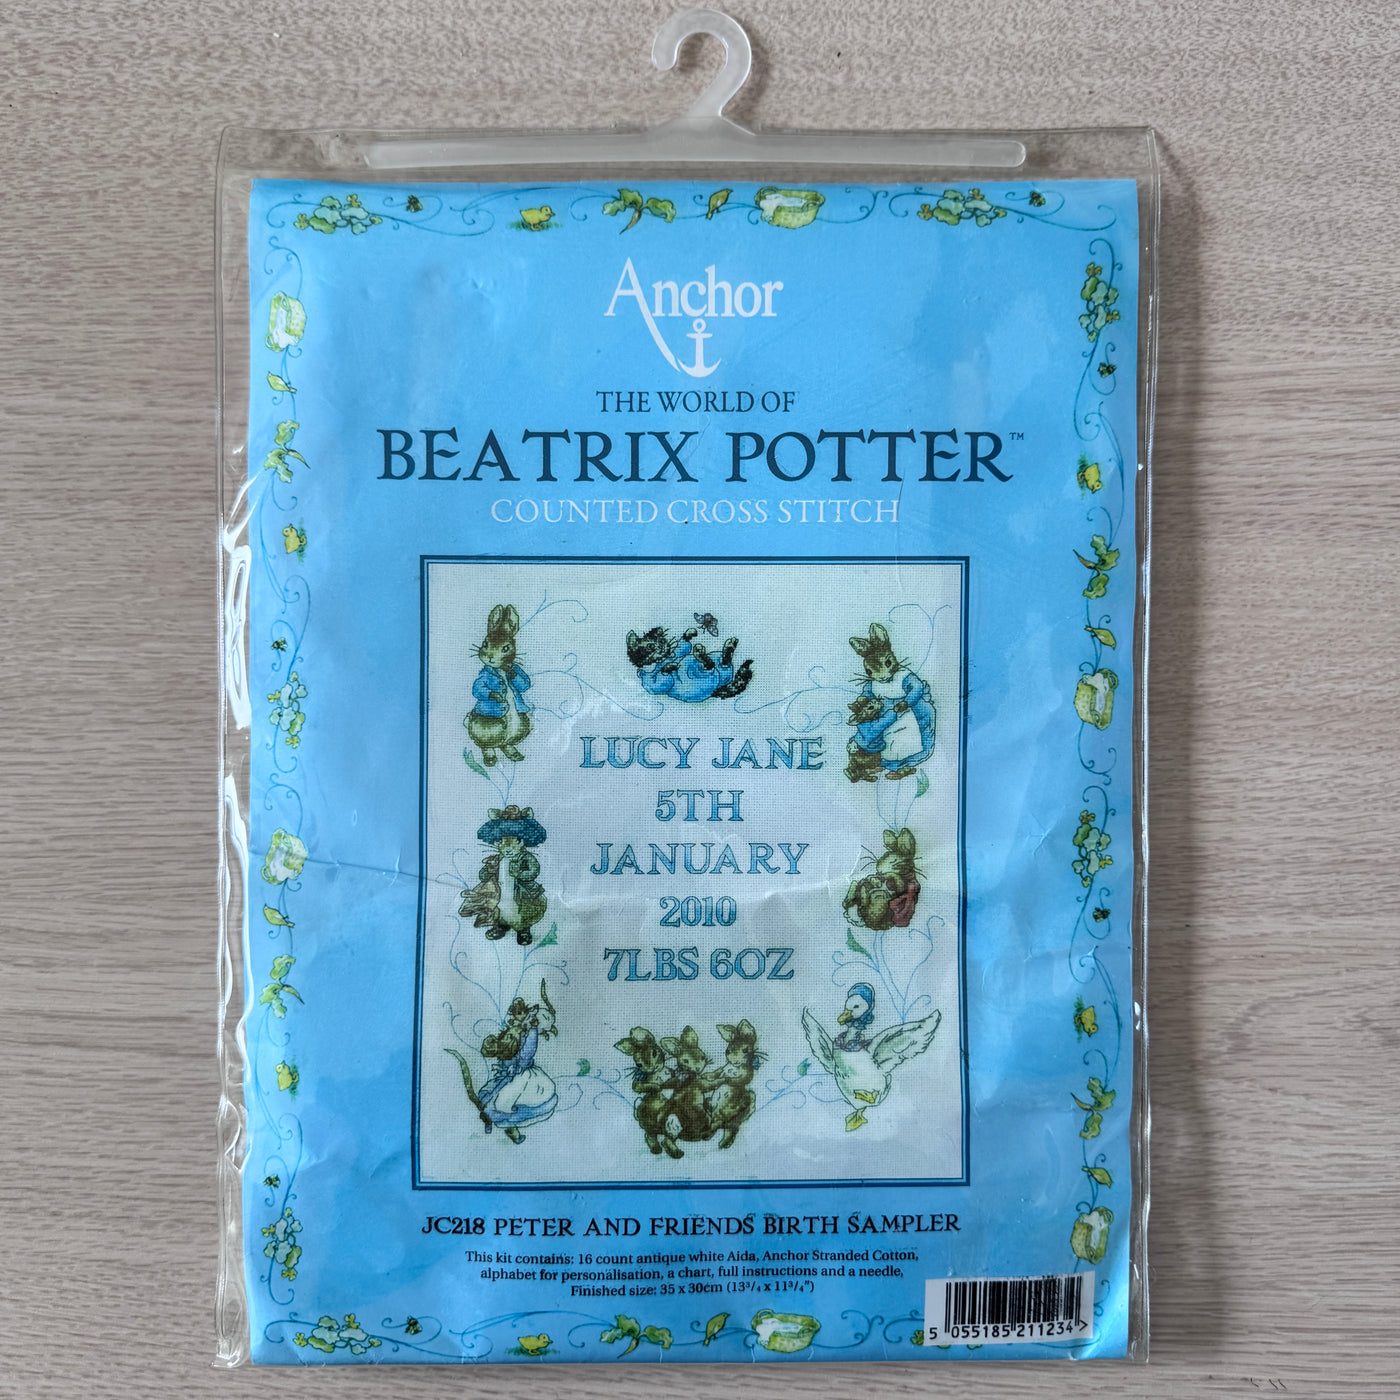 Anchor
THE WORLD OF
BEATRIX POTTER™
COUNTED CROSS STITCH
LUCY JANE
5TH
JANUARY
2010
7LBS 6OZ
JC218 PETER AND FRIENDS BIRTH SAMPLER
This kit contains: 16 count antique white Aida, Anchor Stranded Cotton,
alphabet for personalisation, a chart, full instructions and a needle,
Finished size: 35 x 30cm (13³/₄ x 11³/₄")
5 055185 211234 >